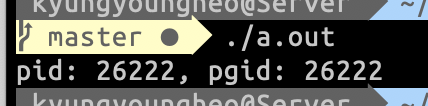 kyungyoungheo@Server ~/
master ● ./a.out
pid: 26222, pgid: 26222
kyungyoungheo@Server ~/